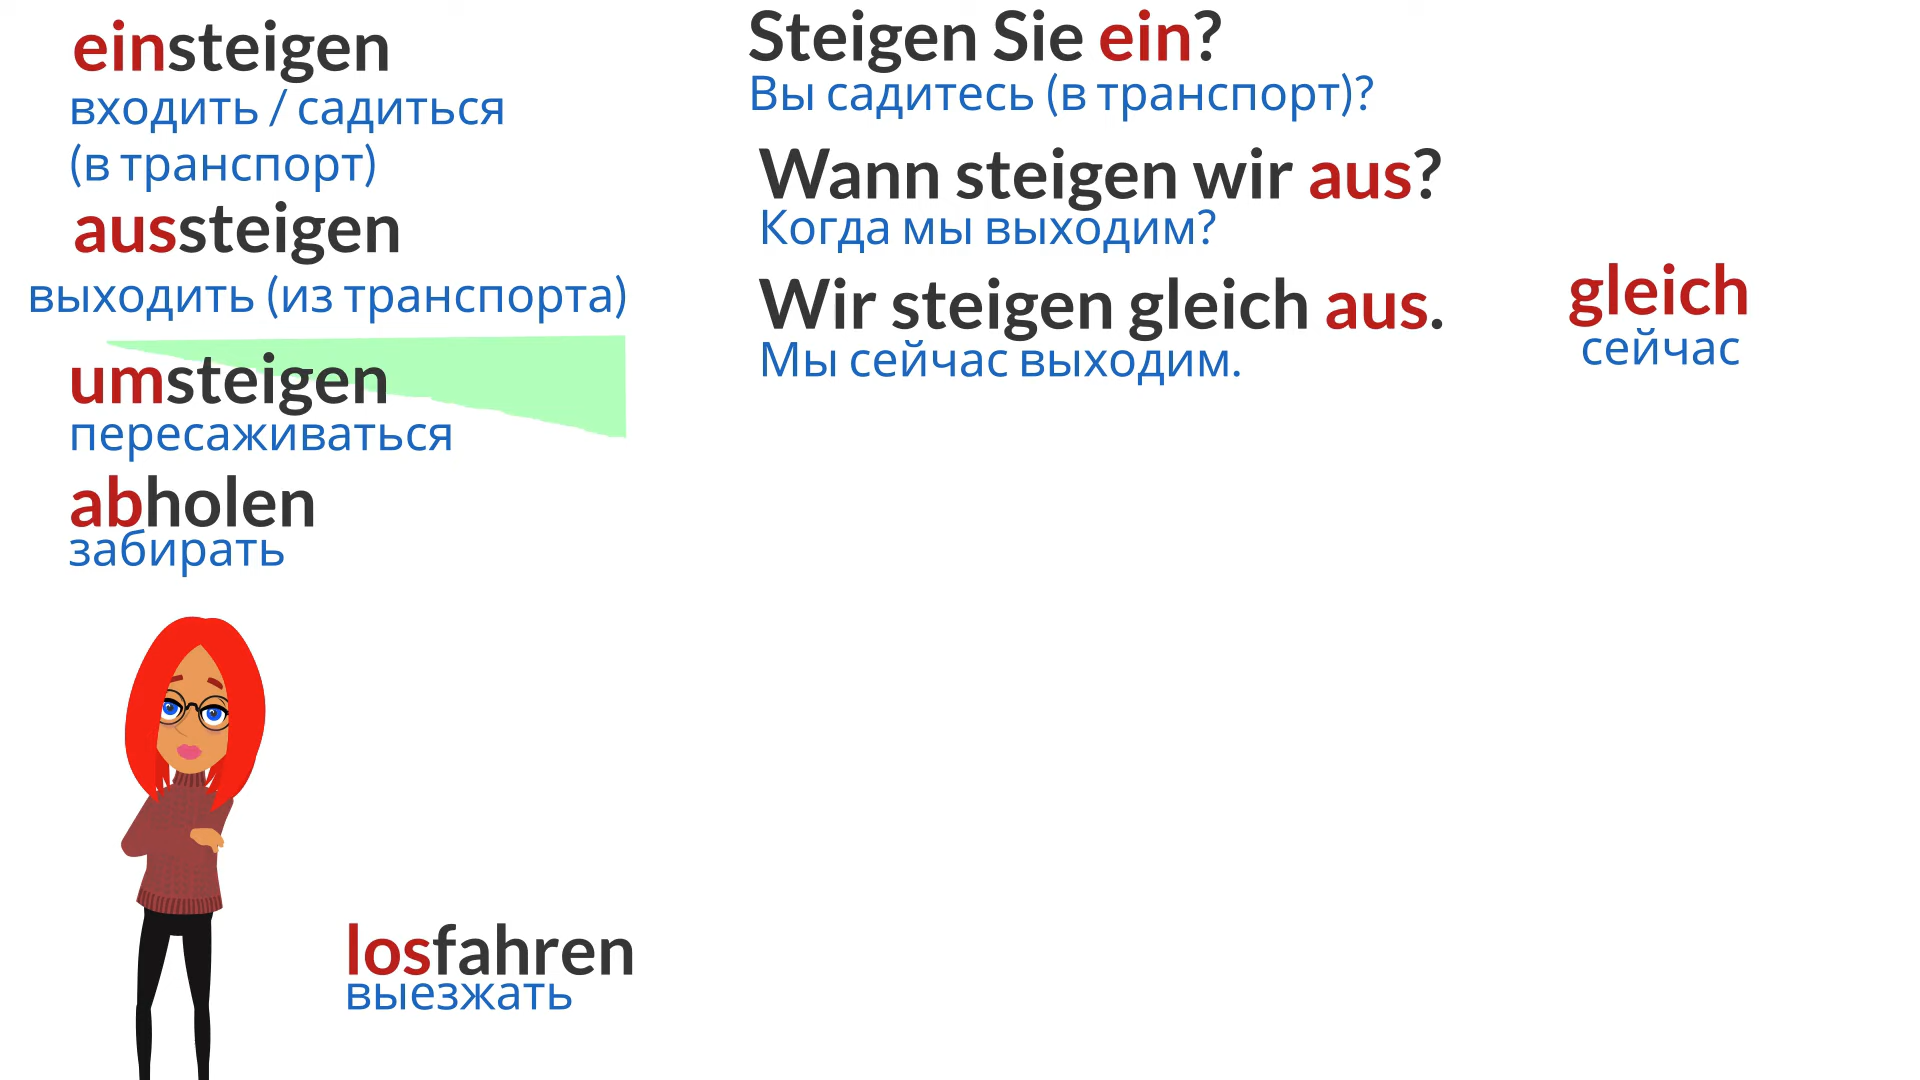 einsteigen
входить / садиться
(в транспорт)
aussteigen
выходить (из транспорта)
umsteigen
пересаживаться
abholen
забирать
losfahren
выезжать
Steigen Sie ein?
Вы садитесь (в транспорт)?
Wann steigen wir aus?
Когда мы выходим?
Wir steigen gleich aus.
Мы сейчас выходим.
gleich
сейчас